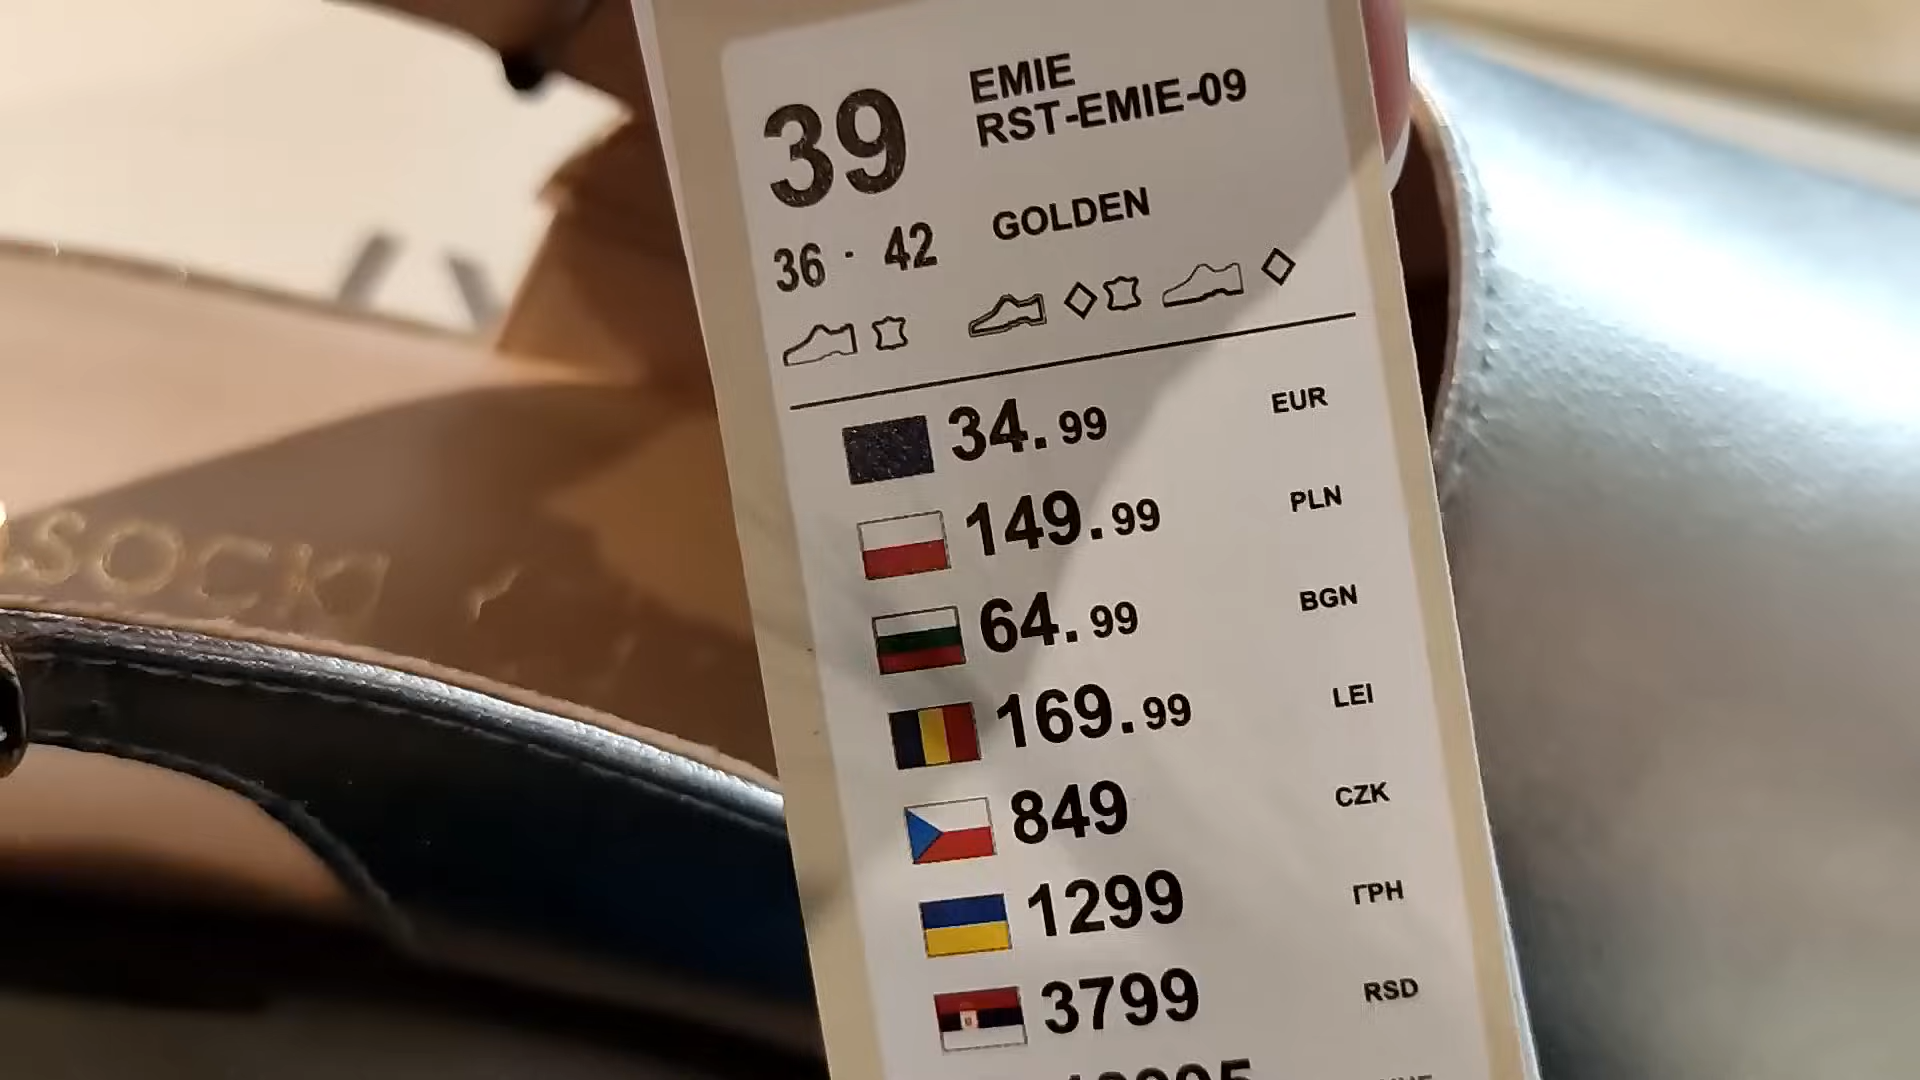 39
EMIE
RST-EMIE-09
36 · 42
GOLDEN
34.99 EUR
149.99 PLN
64.99 BGN
169.99 LEI
849 CZK
1299 ГРН
3799 RSD
SOCKI